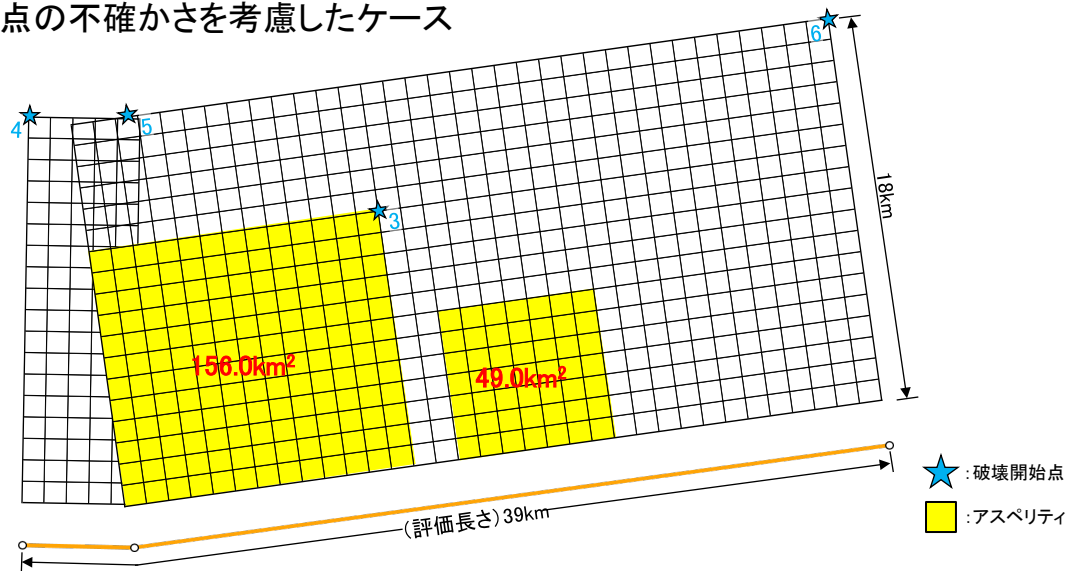 点の不確かさを考慮したケース
6
4
5
3
18km
156.0km²
49.0km²
(評価長さ)39km
:破壊開始点
:アスペリティ